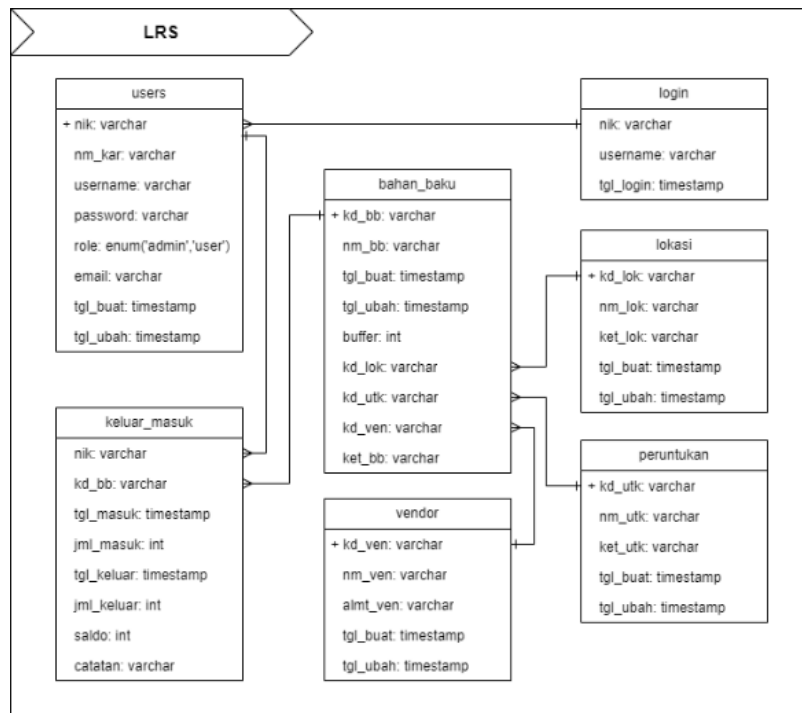 LRS
users
+ nik: varchar
nm_kar: varchar
username: varchar
password: varchar
role: enum('admin','user')
email: varchar
tgl_buat: timestamp
tgl_ubah: timestamp
login
nik: varchar
username: varchar
tgl_login: timestamp
bahan_baku
+ kd_bb: varchar
nm_bb: varchar
tgl_buat: timestamp
tgl_ubah: timestamp
buffer: int
kd_lok: varchar
kd_utk: varchar
kd_ven: varchar
ket_bb: varchar
lokasi
+ kd_lok: varchar
nm_lok: varchar
ket_lok: varchar
tgl_buat: timestamp
tgl_ubah: timestamp
keluar_masuk
nik: varchar
kd_bb: varchar
tgl_masuk: timestamp
jml_masuk: int
tgl_keluar: timestamp
jml_keluar: int
saldo: int
catatan: varchar
vendor
+ kd_ven: varchar
nm_ven: varchar
almt_ven: varchar
tgl_buat: timestamp
tgl_ubah: timestamp
peruntukan
+ kd_utk: varchar
nm_utk: varchar
ket_utk: varchar
tgl_buat: timestamp
tgl_ubah: timestamp